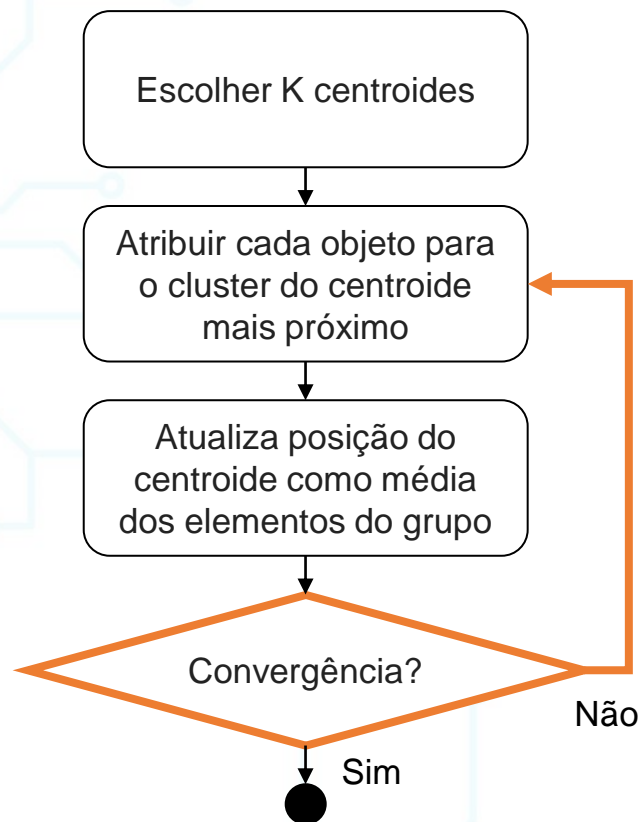 Escolher K centroides
Atribuir cada objeto para
o cluster do centroide
mais próximo
Atualiza posição do
centroide como média
dos elementos do grupo
Convergência?
Não
Sim